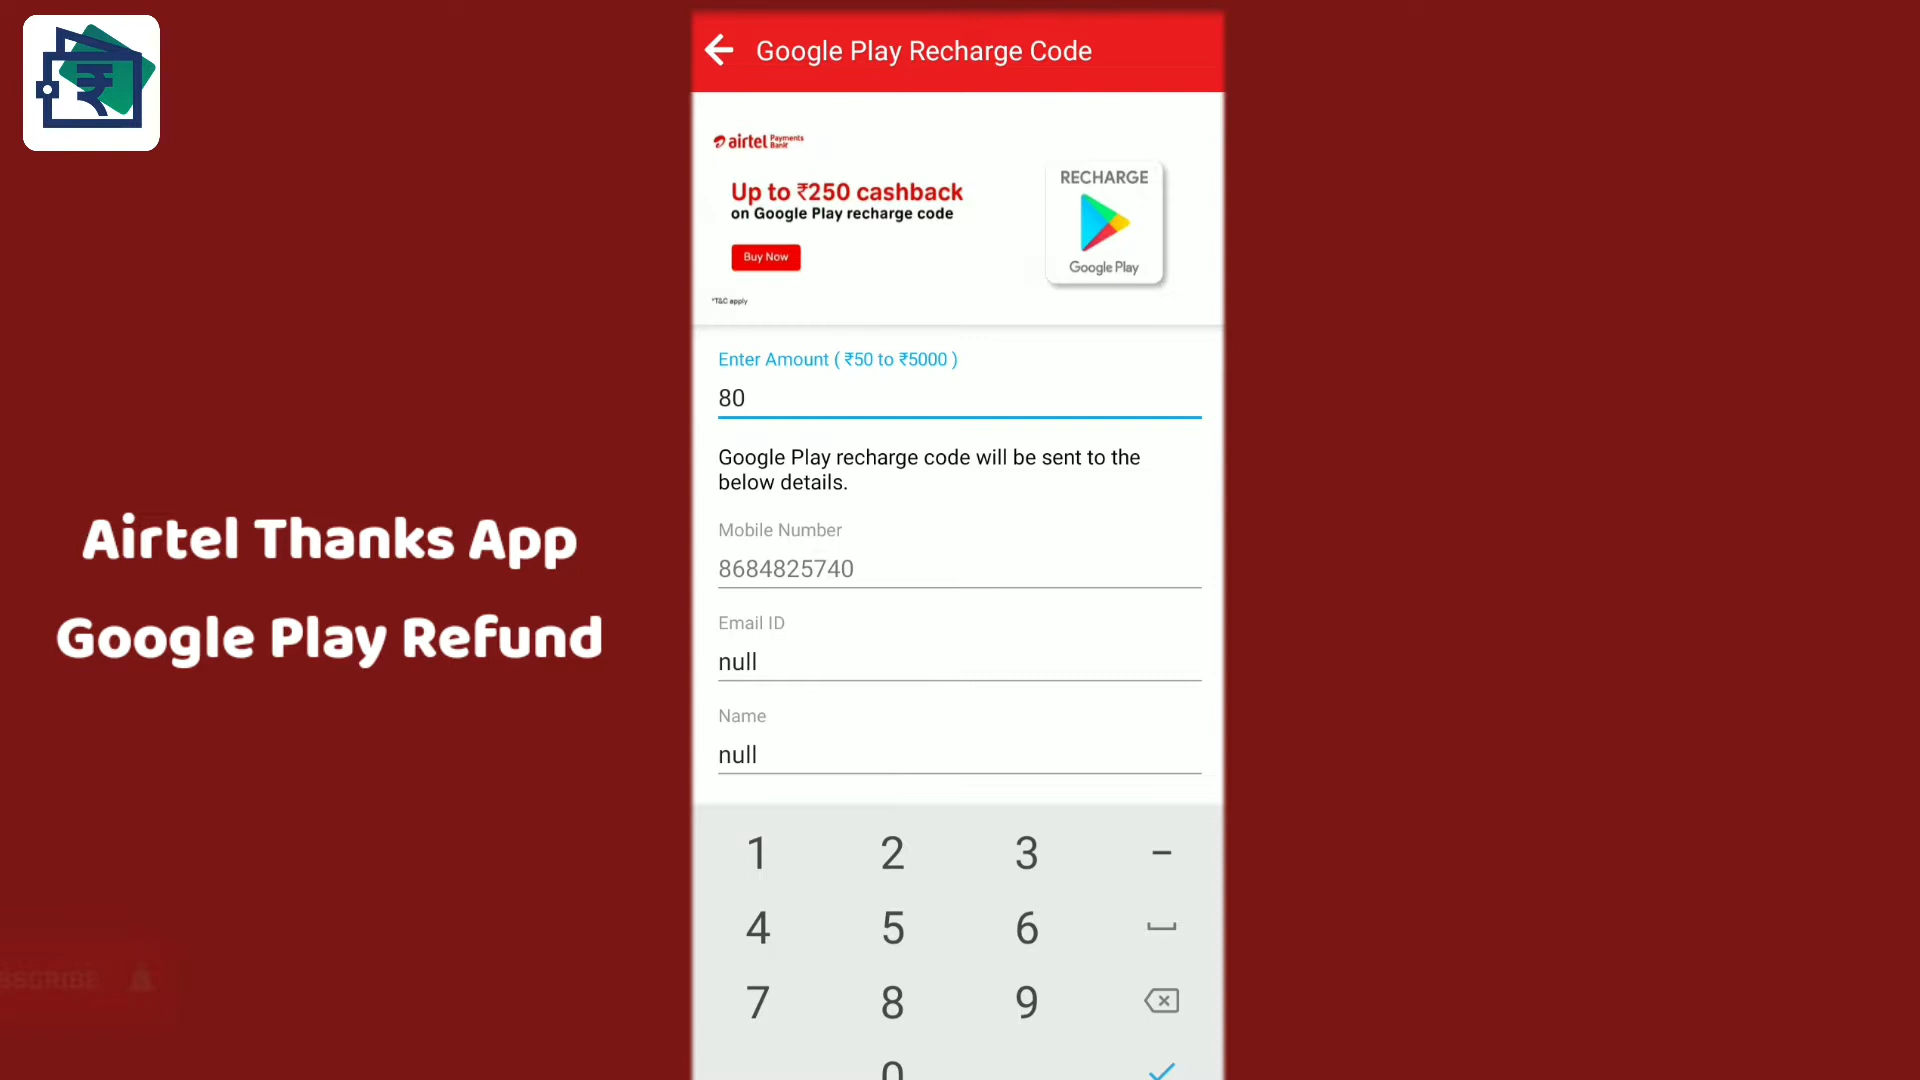 Google Play Recharge Code
airtel Payments Bank
Up to ₹250 cashback
on Google Play recharge code
Buy Now
*T&C apply
RECHARGE
Google Play
Enter Amount ( ₹50 to ₹5000 )
80
Google Play recharge code will be sent to the
below details.
Mobile Number
8684825740
Email ID
null
Name
null
Airtel Thanks App
Google Play Refund
1 2 3 –
4 5 6
7 8 9
0